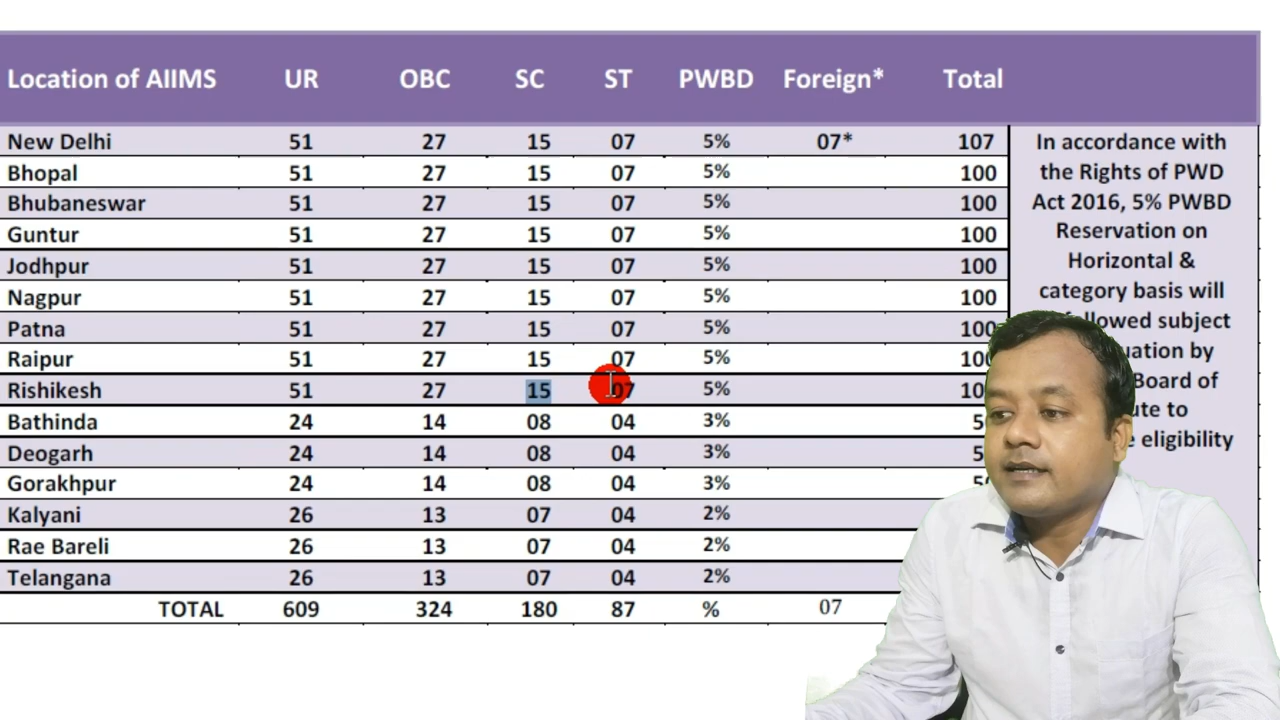 Location of AIIMS UR OBC SC ST PWBD Foreign* Total
New Delhi 51 27 15 07 5% 07* 107
Bhopal 51 27 15 07 5% 100
Bhubaneswar 51 27 15 07 5% 100
Guntur 51 27 15 07 5% 100
Jodhpur 51 27 15 07 5% 100
Nagpur 51 27 15 07 5% 100
Patna 51 27 15 07 5% 100
Raipur 51 27 15 07 5%
Rishikesh 51 27 15 07 5%
Bathinda 24 14 08 04 3%
Deogarh 24 14 08 04 3%
Gorakhpur 24 14 08 04 3%
Kalyani 26 13 07 04 2%
Rae Bareli 26 13 07 04 2%
Telangana 26 13 07 04 2%
TOTAL 609 324 180 87 % 07
In accordance with
the Rights of PWD
Act 2016, 5% PWBD
Reservation on
Horizontal &
category basis will
subject
by
Board of
to
eligibility